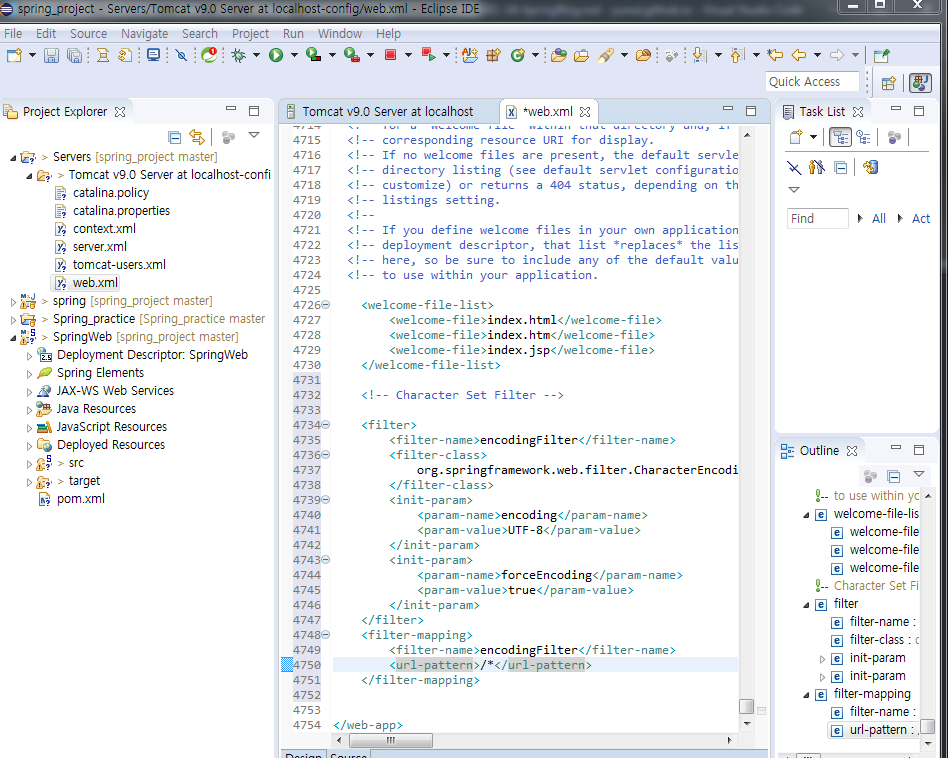 spring_project - Servers/Tomcat v9.0 Server at localhost-config/web.xml - Eclipse IDE
File Edit Source Navigate Search Project Run Window Help
Quick Access
Project Explorer
Servers [spring_project master]
Tomcat v9.0 Server at localhost-confi
catalina.policy
catalina.properties
context.xml
server.xml
tomcat-users.xml
web.xml
spring [spring_project master]
Spring_practice [Spring_practice master
SpringWeb [spring_project master]
Deployment Descriptor: SpringWeb
Spring Elements
JAX-WS Web Services
Java Resources
JavaScript Resources
Deployed Resources
src
target
pom.xml
Tomcat v9.0 Server at localhost
*web.xml
4714 <!-- for a "welcome file" within that directory and, if
4715 <!-- corresponding resource URI for display.
4716 <!-- If no welcome files are present, the default servle
4717 <!-- directory listing (see default servlet configuratio
4718 <!-- customize) or returns a 404 status, depending on th
4719 <!-- listings setting.
4720 <!--
4721 <!-- If you define welcome files in your own application
4722 <!-- deployment descriptor, that list *replaces* the lis
4723 <!-- here, so be sure to include any of the default valu
4724 <!-- to use within your application.
4725
4726 <welcome-file-list>
4727 <welcome-file>index.html</welcome-file>
4728 <welcome-file>index.htm</welcome-file>
4729 <welcome-file>index.jsp</welcome-file>
4730 </welcome-file-list>
4731
4732 <!-- Character Set Filter -->
4733
4734 <filter>
4735 <filter-name>encodingFilter</filter-name>
4736 <filter-class>
4737 org.springframework.web.filter.CharacterEncodi
4738 </filter-class>
4739 <init-param>
4740 <param-name>encoding</param-name>
4741 <param-value>UTF-8</param-value>
4742 </init-param>
4743 <init-param>
4744 <param-name>forceEncoding</param-name>
4745 <param-value>true</param-value>
4746 </init-param>
4747 </filter>
4748 <filter-mapping>
4749 <filter-name>encodingFilter</filter-name>
4750 <url-pattern>/*</url-pattern>
4751 </filter-mapping>
4752
4753
4754 </web-app>
Design Source
Task List
Find All Act
Outline
to use within yo
welcome-file-lis
welcome-file
welcome-file
welcome-file
Character Set Fi
filter
filter-name :
filter-class : o
init-param
init-param
filter-mapping
filter-name :
url-pattern : /